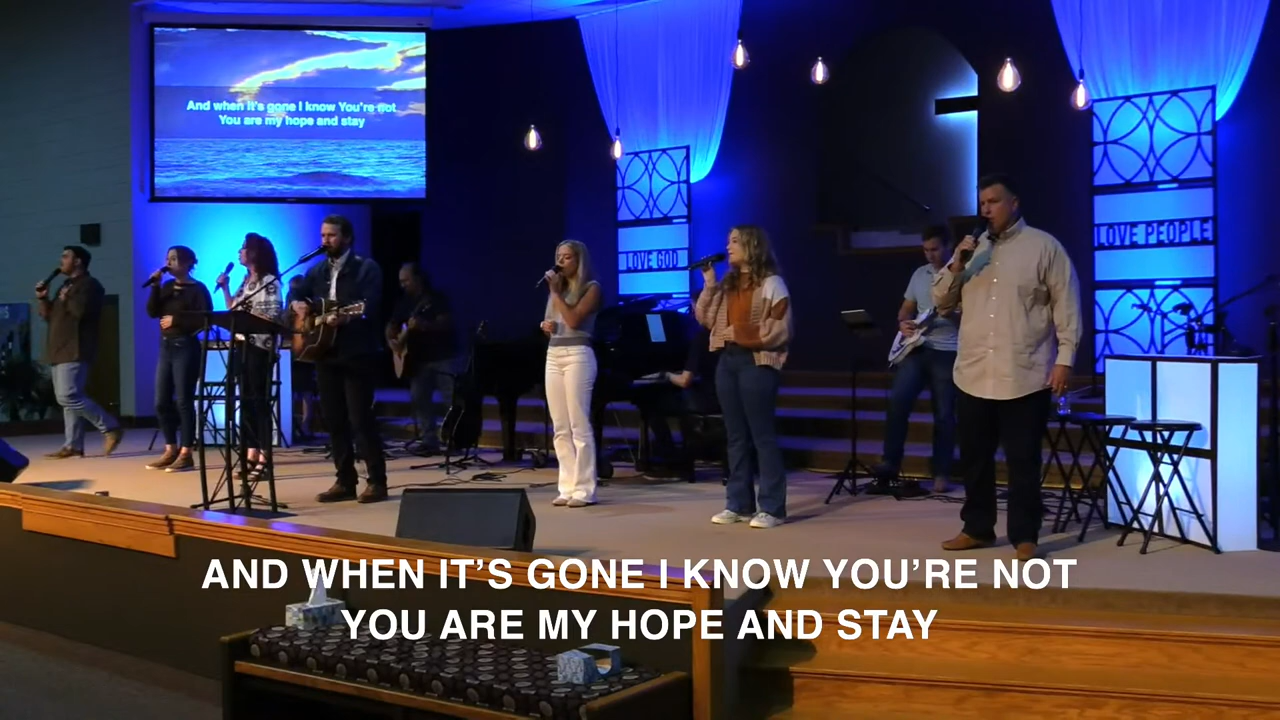 And when it's gone I know You're not
You are my hope and stay
LOVE GOD
LOVE PEOPLE
AND WHEN IT'S GONE I KNOW YOU'RE NOT
YOU ARE MY HOPE AND STAY